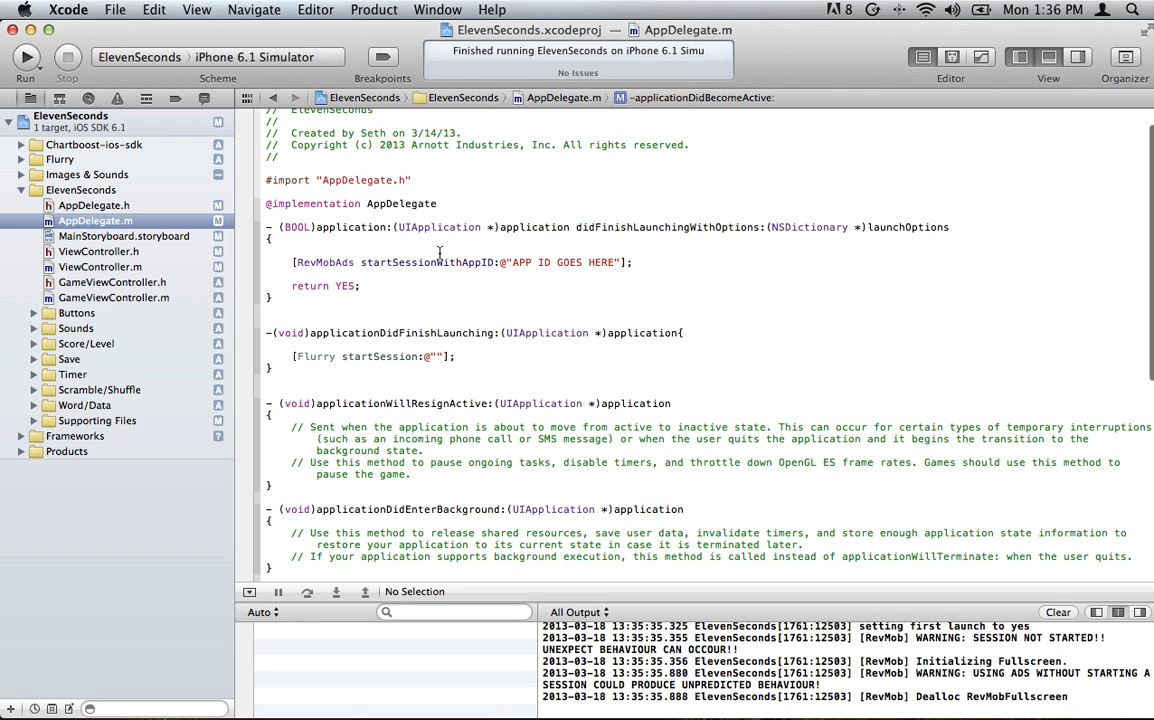 Xcode File Edit View Navigate Editor Product Window Help 8 Mon 1:36 PM
ElevenSeconds.xcodeproj — AppDelegate.m
ElevenSeconds iPhone 6.1 Simulator
Finished running ElevenSeconds on iPhone 6.1 Simu
No Issues
Run Stop Scheme Breakpoints Editor View Organizer
ElevenSeconds ElevenSeconds AppDelegate.m M -applicationDidBecomeActive:
ElevenSeconds M
1 target, iOS SDK 6.1
Chartboost-ios-sdk A
Flurry A
Images & Sounds
ElevenSeconds
AppDelegate.h M
AppDelegate.m M
MainStoryboard.storyboard A
ViewController.h A
ViewController.m A
GameViewController.h A
GameViewController.m A
Buttons A
Sounds A
Score/Level A
Save A
Timer A
Scramble/Shuffle A
Word/Data A
Supporting Files M
Frameworks ?
Products
// ElevenSeconds
//
// Created by Seth on 3/14/13.
// Copyright (c) 2013 Arnott Industries, Inc. All rights reserved.
//
#import "AppDelegate.h"
@implementation AppDelegate
- (BOOL)application:(UIApplication *)application didFinishLaunchingWithOptions:(NSDictionary *)launchOptions
{
[RevMobAds startSessionWithAppID:@"APP ID GOES HERE"];
return YES;
}
-(void)applicationDidFinishLaunching:(UIApplication *)application{
[Flurry startSession:@""];
}
- (void)applicationWillResignActive:(UIApplication *)application
{
// Sent when the application is about to move from active to inactive state. This can occur for certain types of temporary interruptions
(such as an incoming phone call or SMS message) or when the user quits the application and it begins the transition to the
background state.
// Use this method to pause ongoing tasks, disable timers, and throttle down OpenGL ES frame rates. Games should use this method to
pause the game.
}
- (void)applicationDidEnterBackground:(UIApplication *)application
{
// Use this method to release shared resources, save user data, invalidate timers, and store enough application state information to
restore your application to its current state in case it is terminated later.
// If your application supports background execution, this method is called instead of applicationWillTerminate: when the user quits.
}
No Selection
Auto All Output Clear
2013-03-18 13:35:35.325 ElevenSeconds[1761:12503] setting first launch to yes
2013-03-18 13:35:35.355 ElevenSeconds[1761:12503] [RevMob] WARNING: SESSION NOT STARTED!!
UNEXPECT BEHAVIOUR CAN OCCOUR!!
2013-03-18 13:35:35.356 ElevenSeconds[1761:12503] [RevMob] Initializing Fullscreen.
2013-03-18 13:35:35.880 ElevenSeconds[1761:12503] [RevMob] WARNING: USING ADS WITHOUT STARTING A
SESSION COULD PRODUCE UNPREDICTED BEHAVIOUR!
2013-03-18 13:35:35.888 ElevenSeconds[1761:12503] [RevMob] Dealloc RevMobFullscreen